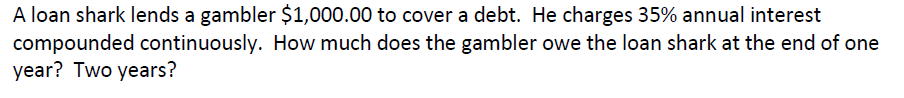 A loan shark lends a gambler $1,000.00 to cover a debt.  He charges 35% annual interest
compounded continuously.  How much does the gambler owe the loan shark at the end of one
year?  Two years?